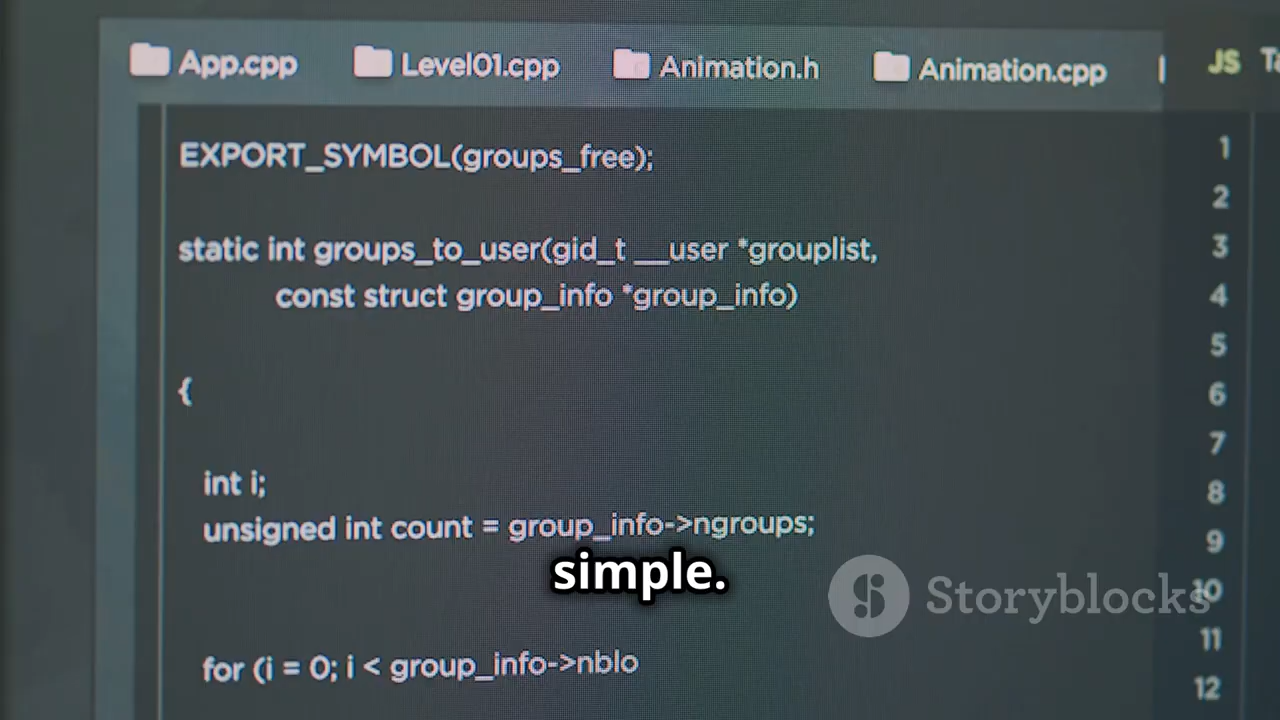 App.cpp Level01.cpp Animation.h Animation.cpp JS
EXPORT_SYMBOL(groups_free);
static int groups_to_user(gid_t __user *grouplist,
const struct group_info *group_info)
{
int i;
unsigned int count = group_info->ngroups;
simple.
Storyblocks
for (i = 0; i < group_info->nblo
1
2
3
4
5
6
7
8
9
10
11
12